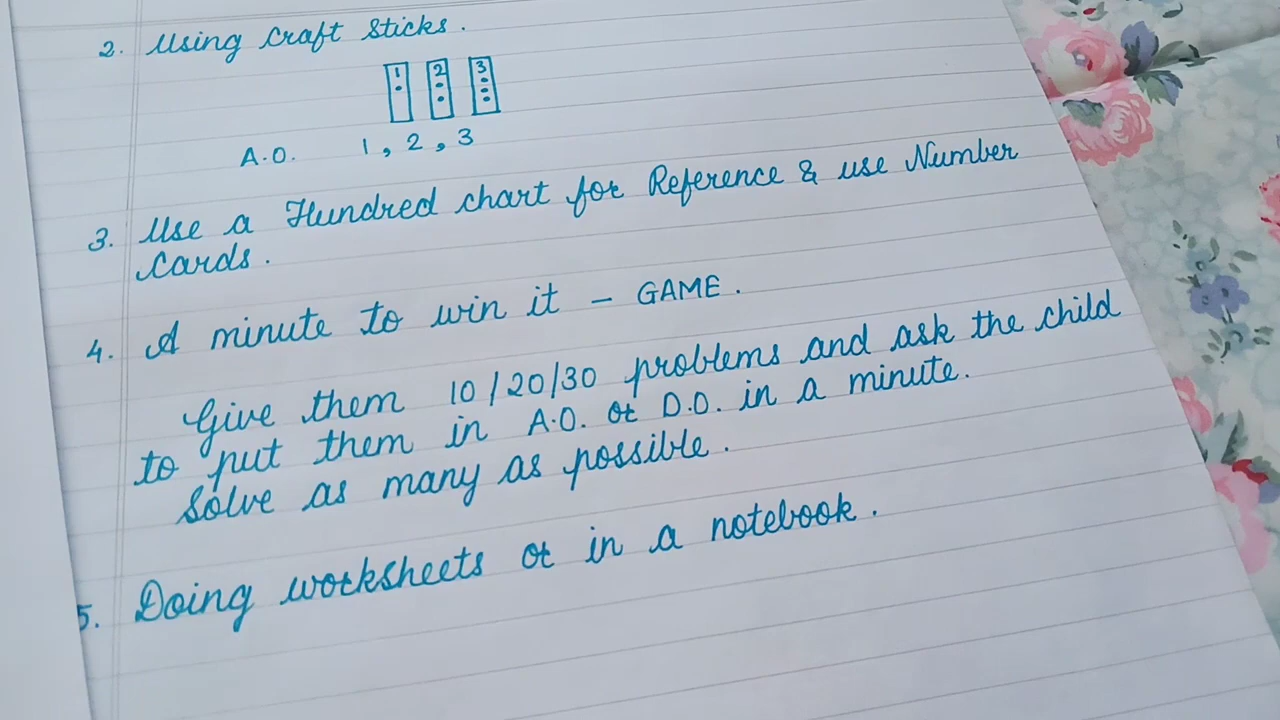 2. Using Craft Sticks.
1 2 3
A.O. 1, 2, 3
3. Use a Hundred chart for Reference & use Number
Cards.
4. A minute to win it - GAME.
Give them 10/20/30 problems and ask the child
to put them in A.O. or D.O. in a minute.
Solve as many as possible.
5. Doing worksheets or in a notebook.